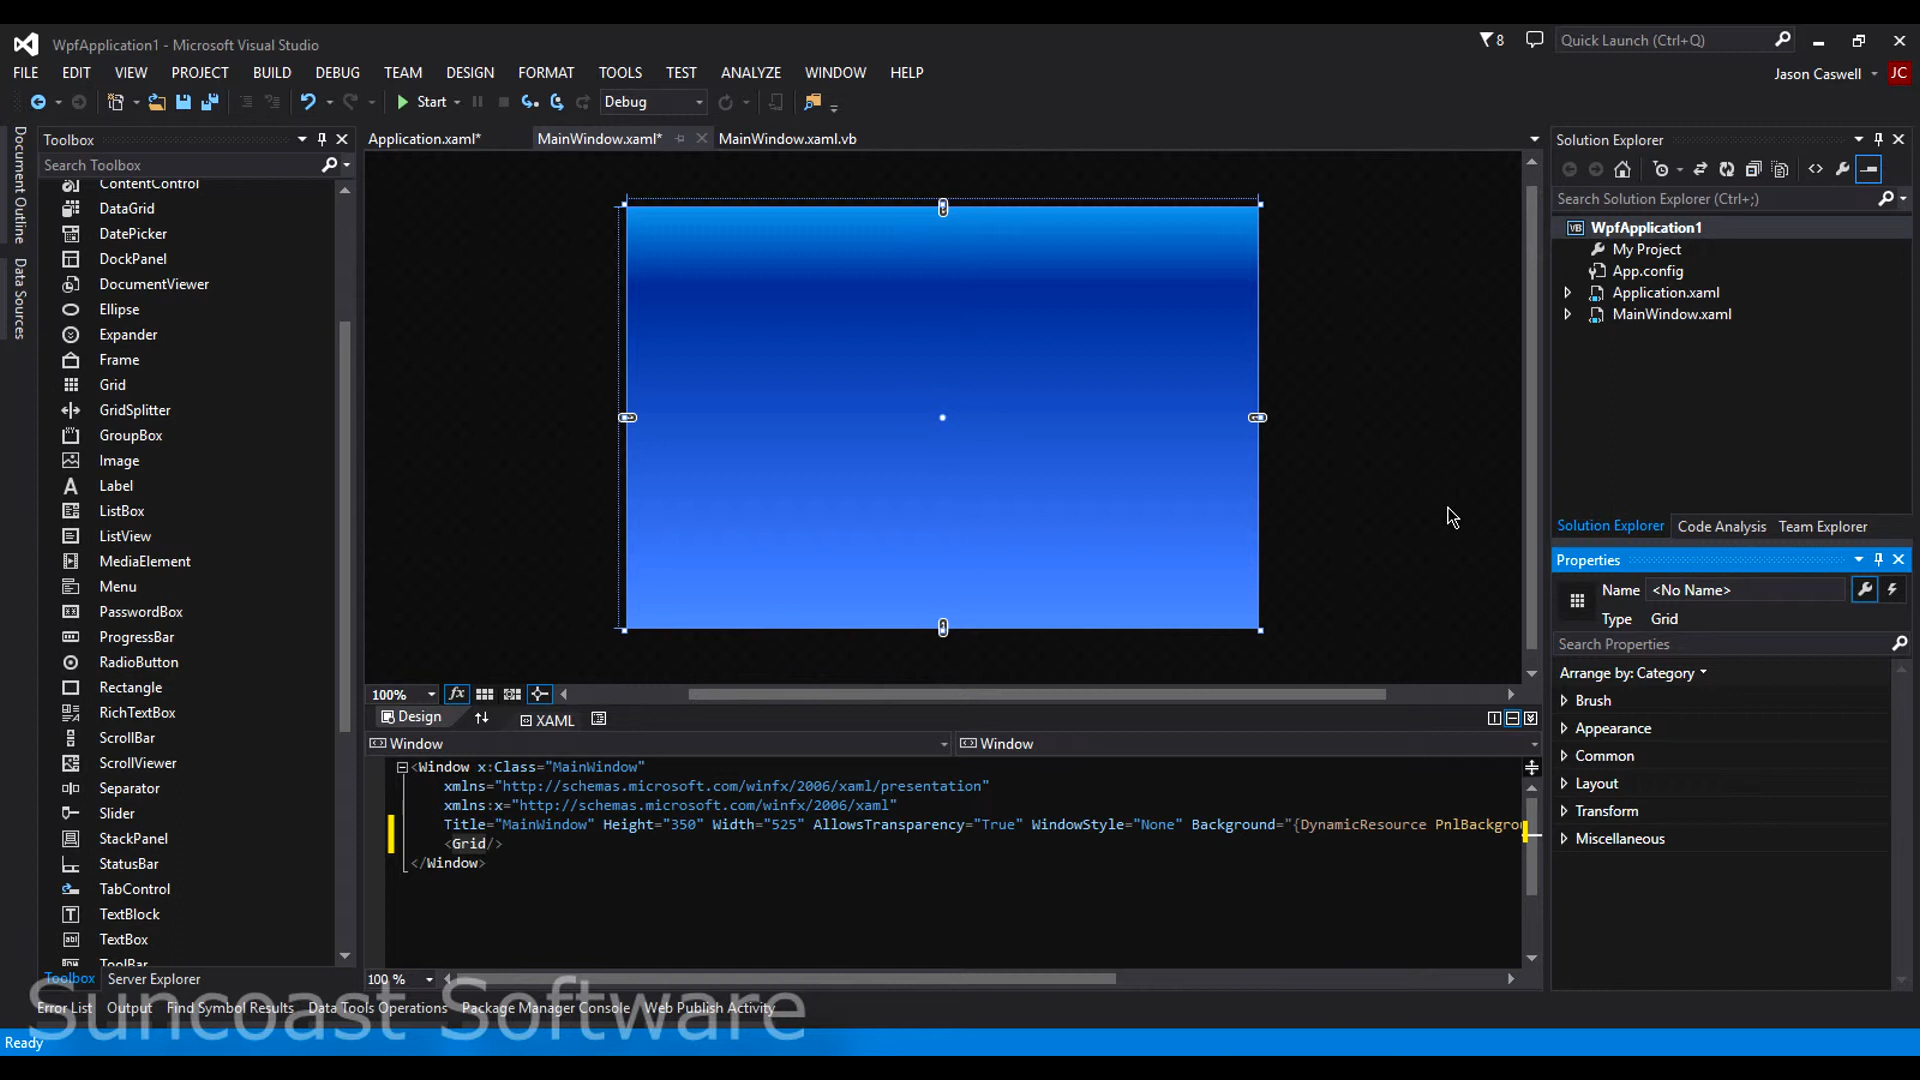 WpfApplication1 - Microsoft Visual Studio
8
Quick Launch (Ctrl+Q)
FILE EDIT VIEW PROJECT BUILD DEBUG TEAM DESIGN FORMAT TOOLS TEST ANALYZE WINDOW HELP
Jason Caswell JC
Start Debug
Document Outline
Data Sources
Toolbox
Search Toolbox
ContentControl
DataGrid
DatePicker
DockPanel
DocumentViewer
Ellipse
Expander
Frame
Grid
GridSplitter
GroupBox
Image
Label
ListBox
ListView
MediaElement
Menu
PasswordBox
ProgressBar
RadioButton
Rectangle
RichTextBox
ScrollBar
ScrollViewer
Separator
Slider
StackPanel
StatusBar
TabControl
TextBlock
TextBox
ToolBar
Toolbox Server Explorer
Application.xaml* MainWindow.xaml* MainWindow.xaml.vb
100%
Design XAML
Window Window
<Window x:Class="MainWindow"
xmlns="http://schemas.microsoft.com/winfx/2006/xaml/presentation"
xmlns:x="http://schemas.microsoft.com/winfx/2006/xaml"
Title="MainWindow" Height="350" Width="525" AllowsTransparency="True" WindowStyle="None" Background="{DynamicResource PnlBackgrou
<Grid/>
</Window>
100 %
Solution Explorer
Search Solution Explorer (Ctrl+;)
VB WpfApplication1
My Project
App.config
Application.xaml
MainWindow.xaml
Solution Explorer Code Analysis Team Explorer
Properties
Name <No Name>
Type Grid
Search Properties
Arrange by: Category
Brush
Appearance
Common
Layout
Transform
Miscellaneous
Error List Output Find Symbol Results Data Tools Operations Package Manager Console Web Publish Activity
Suncoast Software
Ready